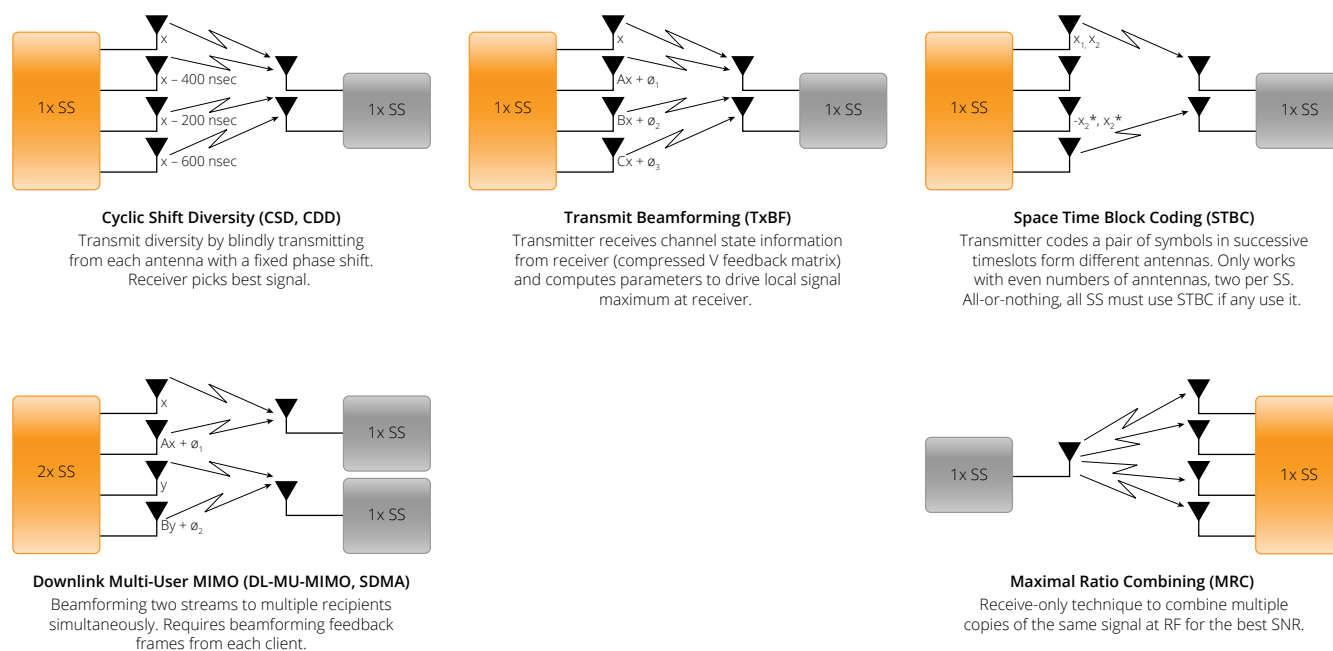 1x SS
x
x – 400 nsec
x – 200 nsec
x – 600 nsec
1x SS
Cyclic Shift Diversity (CSD, CDD)
Transmit diversity by blindly transmitting
from each antenna with a fixed phase shift.
Receiver picks best signal.
1x SS
x
Ax + ø₁
Bx + ø₂
Cx + ø₃
1x SS
Transmit Beamforming (TxBF)
Transmitter receives channel state information
from receiver (compressed V feedback matrix)
and computes parameters to drive local signal
maximum at receiver.
1x SS
x₁, x₂
-x₂*, x₂*
1x SS
Space Time Block Coding (STBC)
Transmitter codes a pair of symbols in successive
timeslots form different antennas. Only works
with even numbers of anntennas, two per SS.
All-or-nothing, all SS must use STBC if any use it.
2x SS
x
Ax + ø₁
y
By + ø₂
1x SS
1x SS
Downlink Multi-User MIMO (DL-MU-MIMO, SDMA)
Beamforming two streams to multiple recipients
simultaneously. Requires beamforming feedback
frames from each client.
1x SS
1x SS
Maximal Ratio Combining (MRC)
Receive-only technique to combine multiple
copies of the same signal at RF for the best SNR.